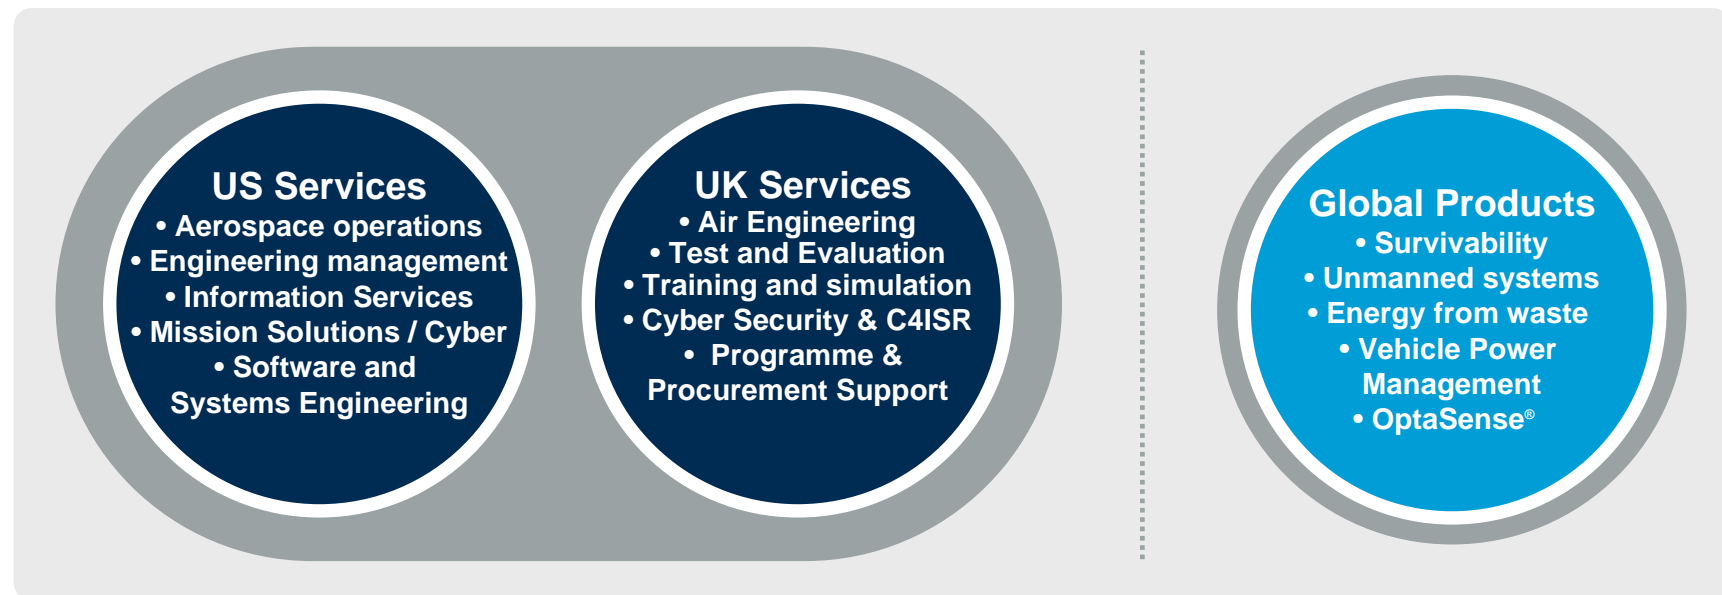 US Services
• Aerospace operations
• Engineering management
• Information Services
• Mission Solutions / Cyber
• Software and
Systems Engineering
UK Services
• Air Engineering
• Test and Evaluation
• Training and simulation
• Cyber Security & C4ISR
• Programme &
Procurement Support
Global Products
• Survivability
• Unmanned systems
• Energy from waste
• Vehicle Power
Management
• OptaSense®